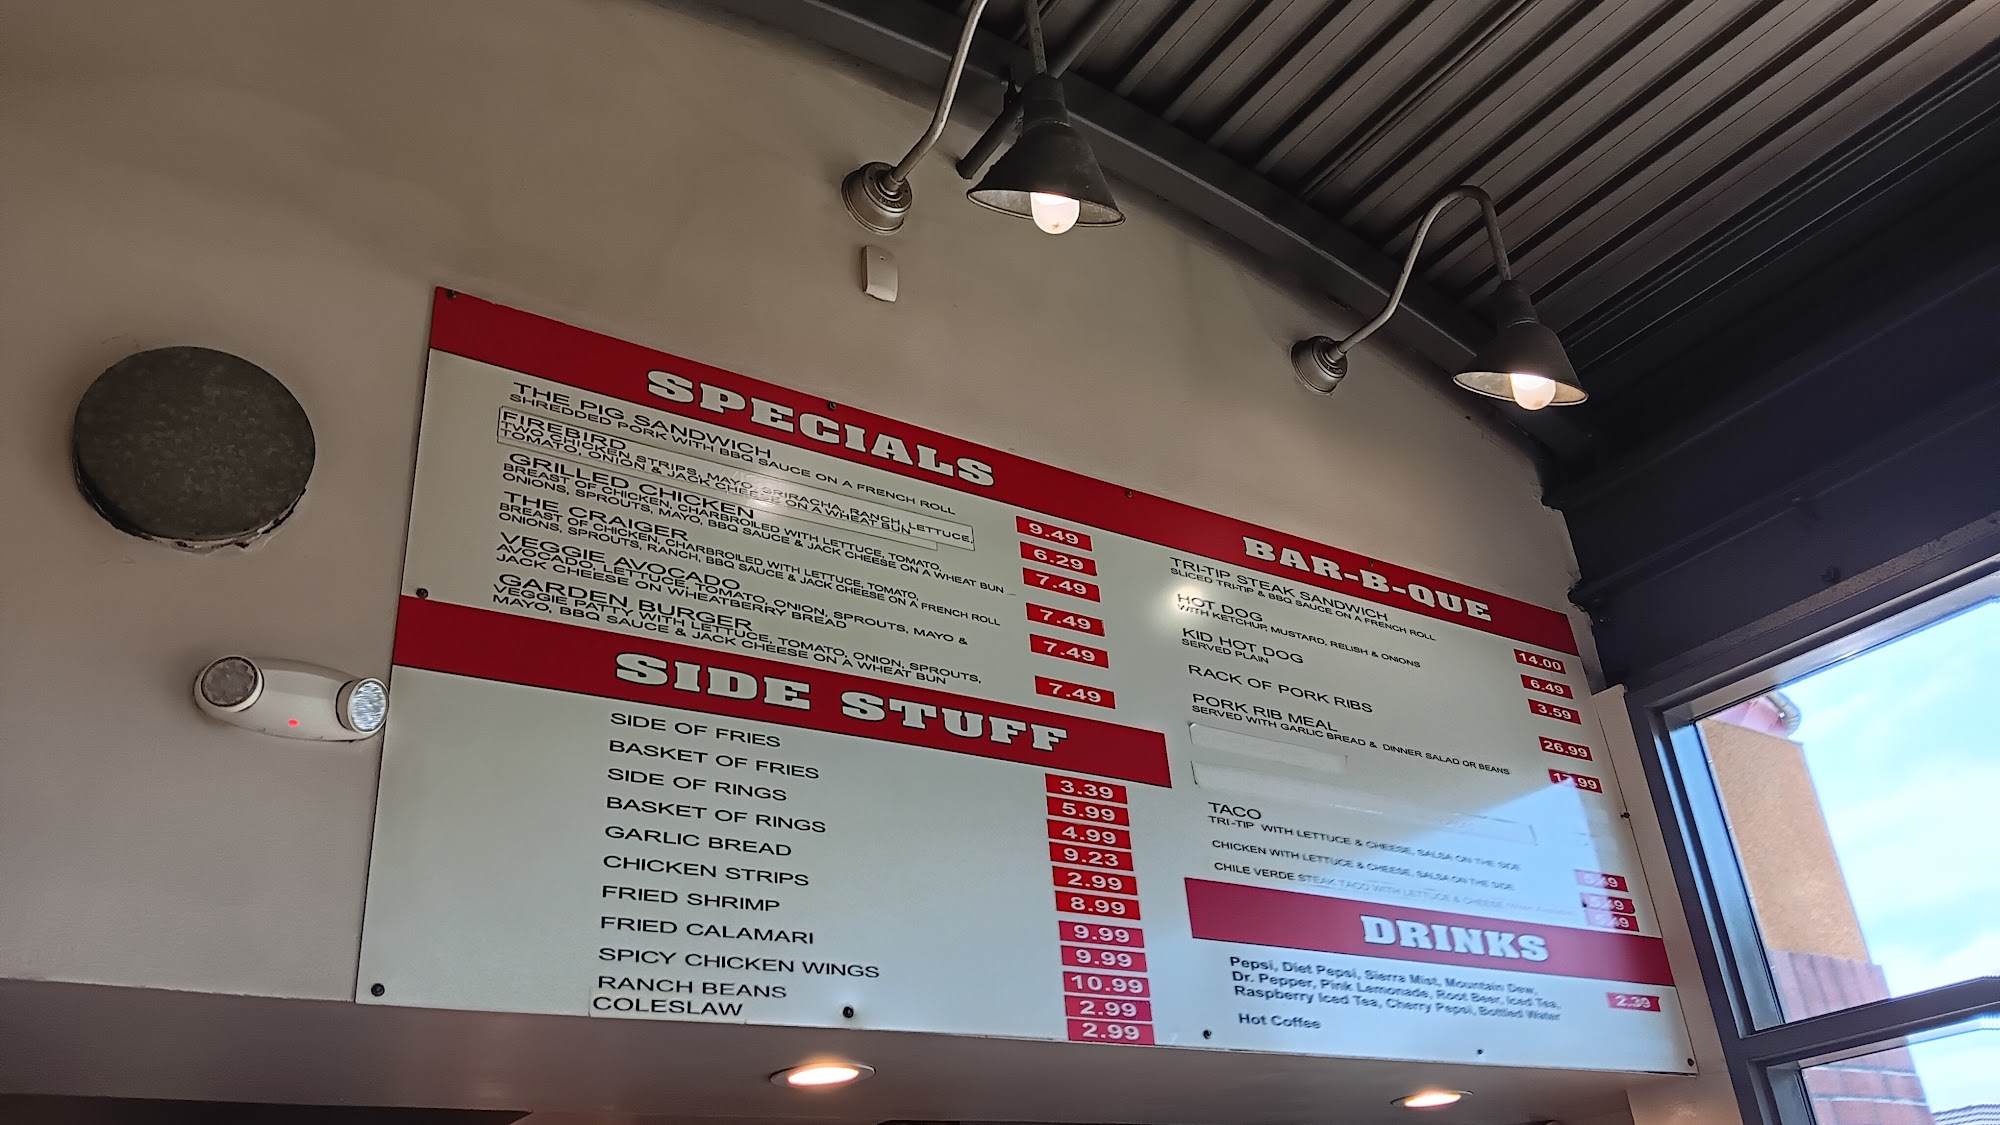 SPECIALS
THE PIG SANDWICH
SHREDDED PORK WITH BBQ SAUCE ON A FRENCH ROLL
9.49
FIREBIRD
TWO CHICKEN STRIPS, MAYO, SRIRACHA, RANCH, LETTUCE,
TOMATO, ONION & JACK CHEESE ON A WHEAT BUN
6.29
GRILLED CHICKEN
BREAST OF CHICKEN, CHARBROILED WITH LETTUCE, TOMATO,
ONIONS, SPROUTS, MAYO, BBQ SAUCE & JACK CHEESE ON A WHEAT BUN
7.49
THE CRAIGER
BREAST OF CHICKEN, CHARBROILED WITH LETTUCE, TOMATO,
ONIONS, SPROUTS, RANCH, BBQ SAUCE & JACK CHEESE ON A FRENCH ROLL
7.49
VEGGIE AVOCADO
AVOCADO, LETTUCE, TOMATO, ONION, SPROUTS, MAYO &
JACK CHEESE ON WHEATBERRY BREAD
7.49
GARDEN BURGER
VEGGIE PATTY WITH LETTUCE, TOMATO, ONION, SPROUTS,
MAYO, BBQ SAUCE & JACK CHEESE ON A WHEAT BUN
7.49
SIDE STUFF
SIDE OF FRIES 3.39
BASKET OF FRIES 5.99
SIDE OF RINGS 4.99
BASKET OF RINGS 9.23
GARLIC BREAD 2.99
CHICKEN STRIPS 8.99
FRIED SHRIMP 9.99
FRIED CALAMARI 9.99
SPICY CHICKEN WINGS 10.99
RANCH BEANS 2.99
COLESLAW 2.99
BAR-B-QUE
TRI-TIP STEAK SANDWICH
SLICED TRI-TIP & BBQ SAUCE ON A FRENCH ROLL
14.00
HOT DOG
WITH KETCHUP, MUSTARD, RELISH & ONIONS
6.49
KID HOT DOG
SERVED PLAIN
3.59
RACK OF PORK RIBS
26.99
PORK RIB MEAL
SERVED WITH GARLIC BREAD & DINNER SALAD OR BEANS
TACO
TRI-TIP WITH LETTUCE & CHEESE, SALSA ON THE SIDE
5.49
CHICKEN WITH LETTUCE & CHEESE, SALSA ON THE SIDE
5.49
CHILE VERDE STEAK TACO WITH LETTUCE & CHEESE
5.49
DRINKS
Pepsi, Diet Pepsi, Sierra Mist, Mountain Dew,
Dr. Pepper, Pink Lemonade, Root Beer, Iced Tea,
Raspberry Iced Tea, Cherry Pepsi, Bottled Water
2.39
Hot Coffee